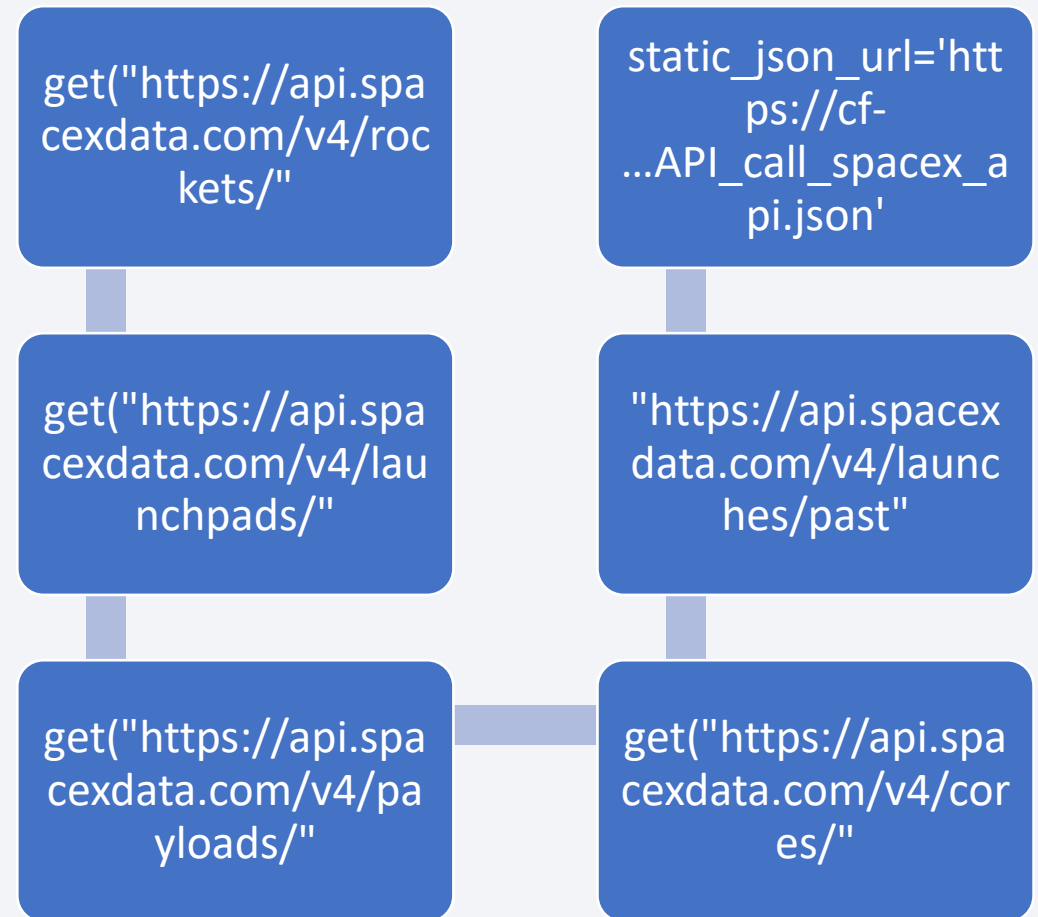 get("https://api.spa
cexdata.com/v4/roc
kets/"
get("https://api.spa
cexdata.com/v4/lau
nchpads/"
get("https://api.spa
cexdata.com/v4/pa
yloads/"
get("https://api.spa
cexdata.com/v4/cor
es/"
"https://api.spacex
data.com/v4/launc
hes/past"
static_json_url='htt
ps://cf-
…API_call_spacex_a
pi.json'